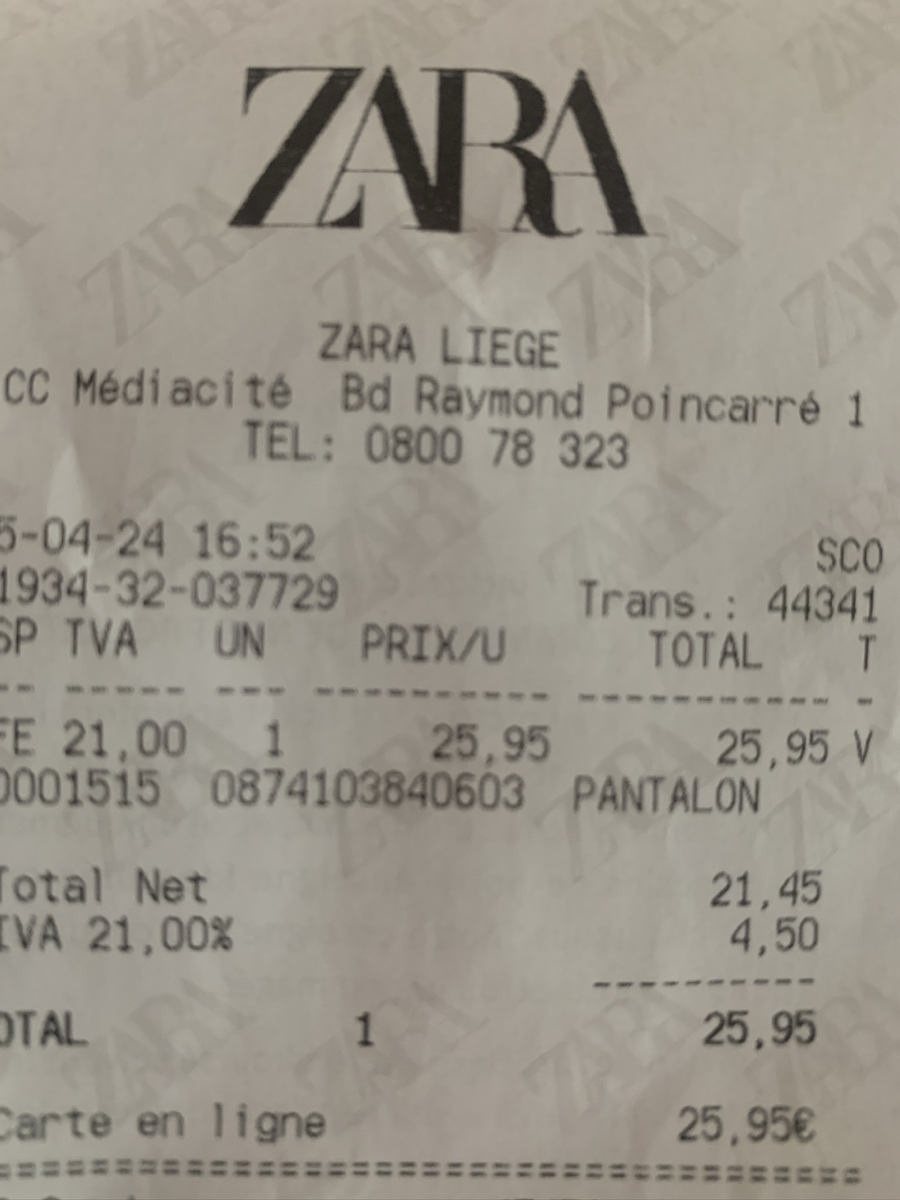 ZARA
ZARA LIEGE
CC Médiacité Bd Raymond Poincarré 1
TEL: 0800 78 323
5-04-24 16:52 SCO
1934-32-037729 Trans.: 44341
SP TVA UN PRIX/U TOTAL T
-- ----- --- ---------- ----------- -
FE 21,00 1 25,95 25,95 V
0001515 0874103840603 PANTALON
Total Net 21,45
IVA 21,00% 4,50
----------
OTAL 1 25,95
Carte en ligne 25,95€